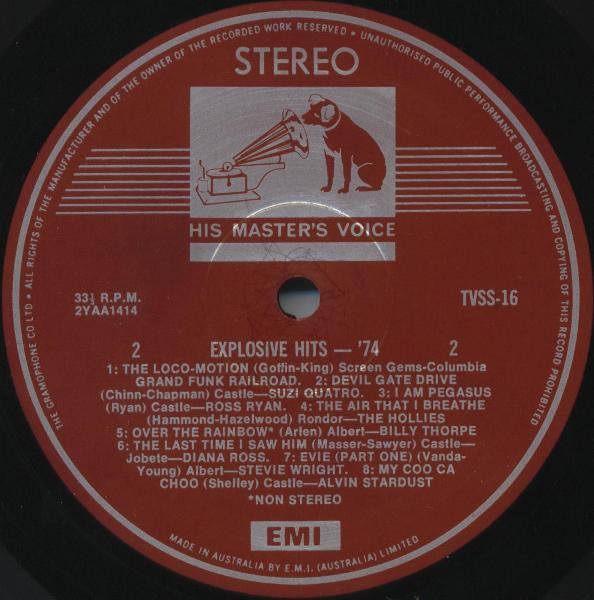 THE GRAMOPHONE CO LTD • ALL RIGHTS OF THE MANUFACTURER AND OF THE OWNER OF THE RECORDED WORK RESERVED • UNAUTHORISED PUBLIC PERFORMANCE BROADCASTING AND COPYING OF THIS RECORD PROHIBITED
STEREO
HIS MASTER'S VOICE
33⅓ R.P.M.
2YAA1414
TVSS-16
2 EXPLOSIVE HITS — '74 2
1: THE LOCO-MOTION (Goffin-King) Screen Gems-Columbia
GRAND FUNK RAILROAD. 2: DEVIL GATE DRIVE
(Chinn-Chapman) Castle—SUZI QUATRO. 3: I AM PEGASUS
(Ryan) Castle—ROSS RYAN. 4: THE AIR THAT I BREATHE
(Hammond-Hazelwood) Rondor—THE HOLLIES
5: OVER THE RAINBOW* (Arlen) Albert—BILLY THORPE
6: THE LAST TIME I SAW HIM (Masser-Sawyer) Castle—
Jobete—DIANA ROSS. 7: EVIE (PART ONE) (Vanda-
Young) Albert—STEVIE WRIGHT. 8: MY COO CA
CHOO (Shelley) Castle—ALVIN STARDUST
*NON STEREO
EMI
MADE IN AUSTRALIA BY E.M.I. (AUSTRALIA) LIMITED